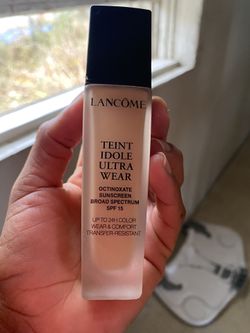 LANCÔME
TEINT
IDOLE
ULTRA
WEAR
OCTINOXATE
SUNSCREEN
BROAD SPECTRUM
SPF 15
UP TO 24H COLOR
WEAR & COMFORT
TRANSFER-RESISTANT